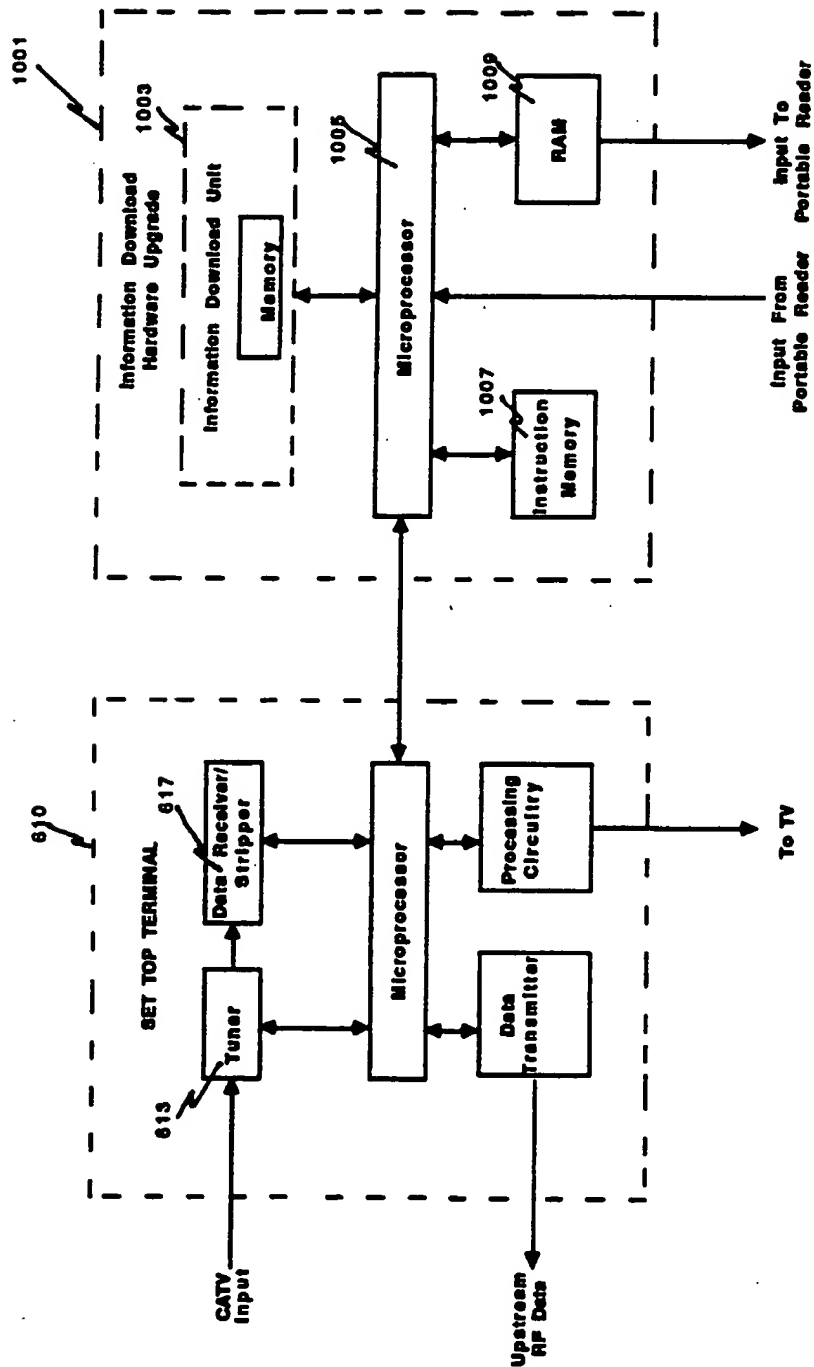 610
SET TOP TERMINAL
CATV
Input
613
Tuner
617
Data Receiver/
Stripper
Microprocessor
Data
Transmitter
Processing
Circuitry
Upstream
RF Data
To TV
1001
Information Download
Hardware Upgrade
1003
Information Download Unit
Memory
1005
Microprocessor
1007
Instruction
Memory
1009
RAM
Input From
Portable Reader
Input To
Portable Reader